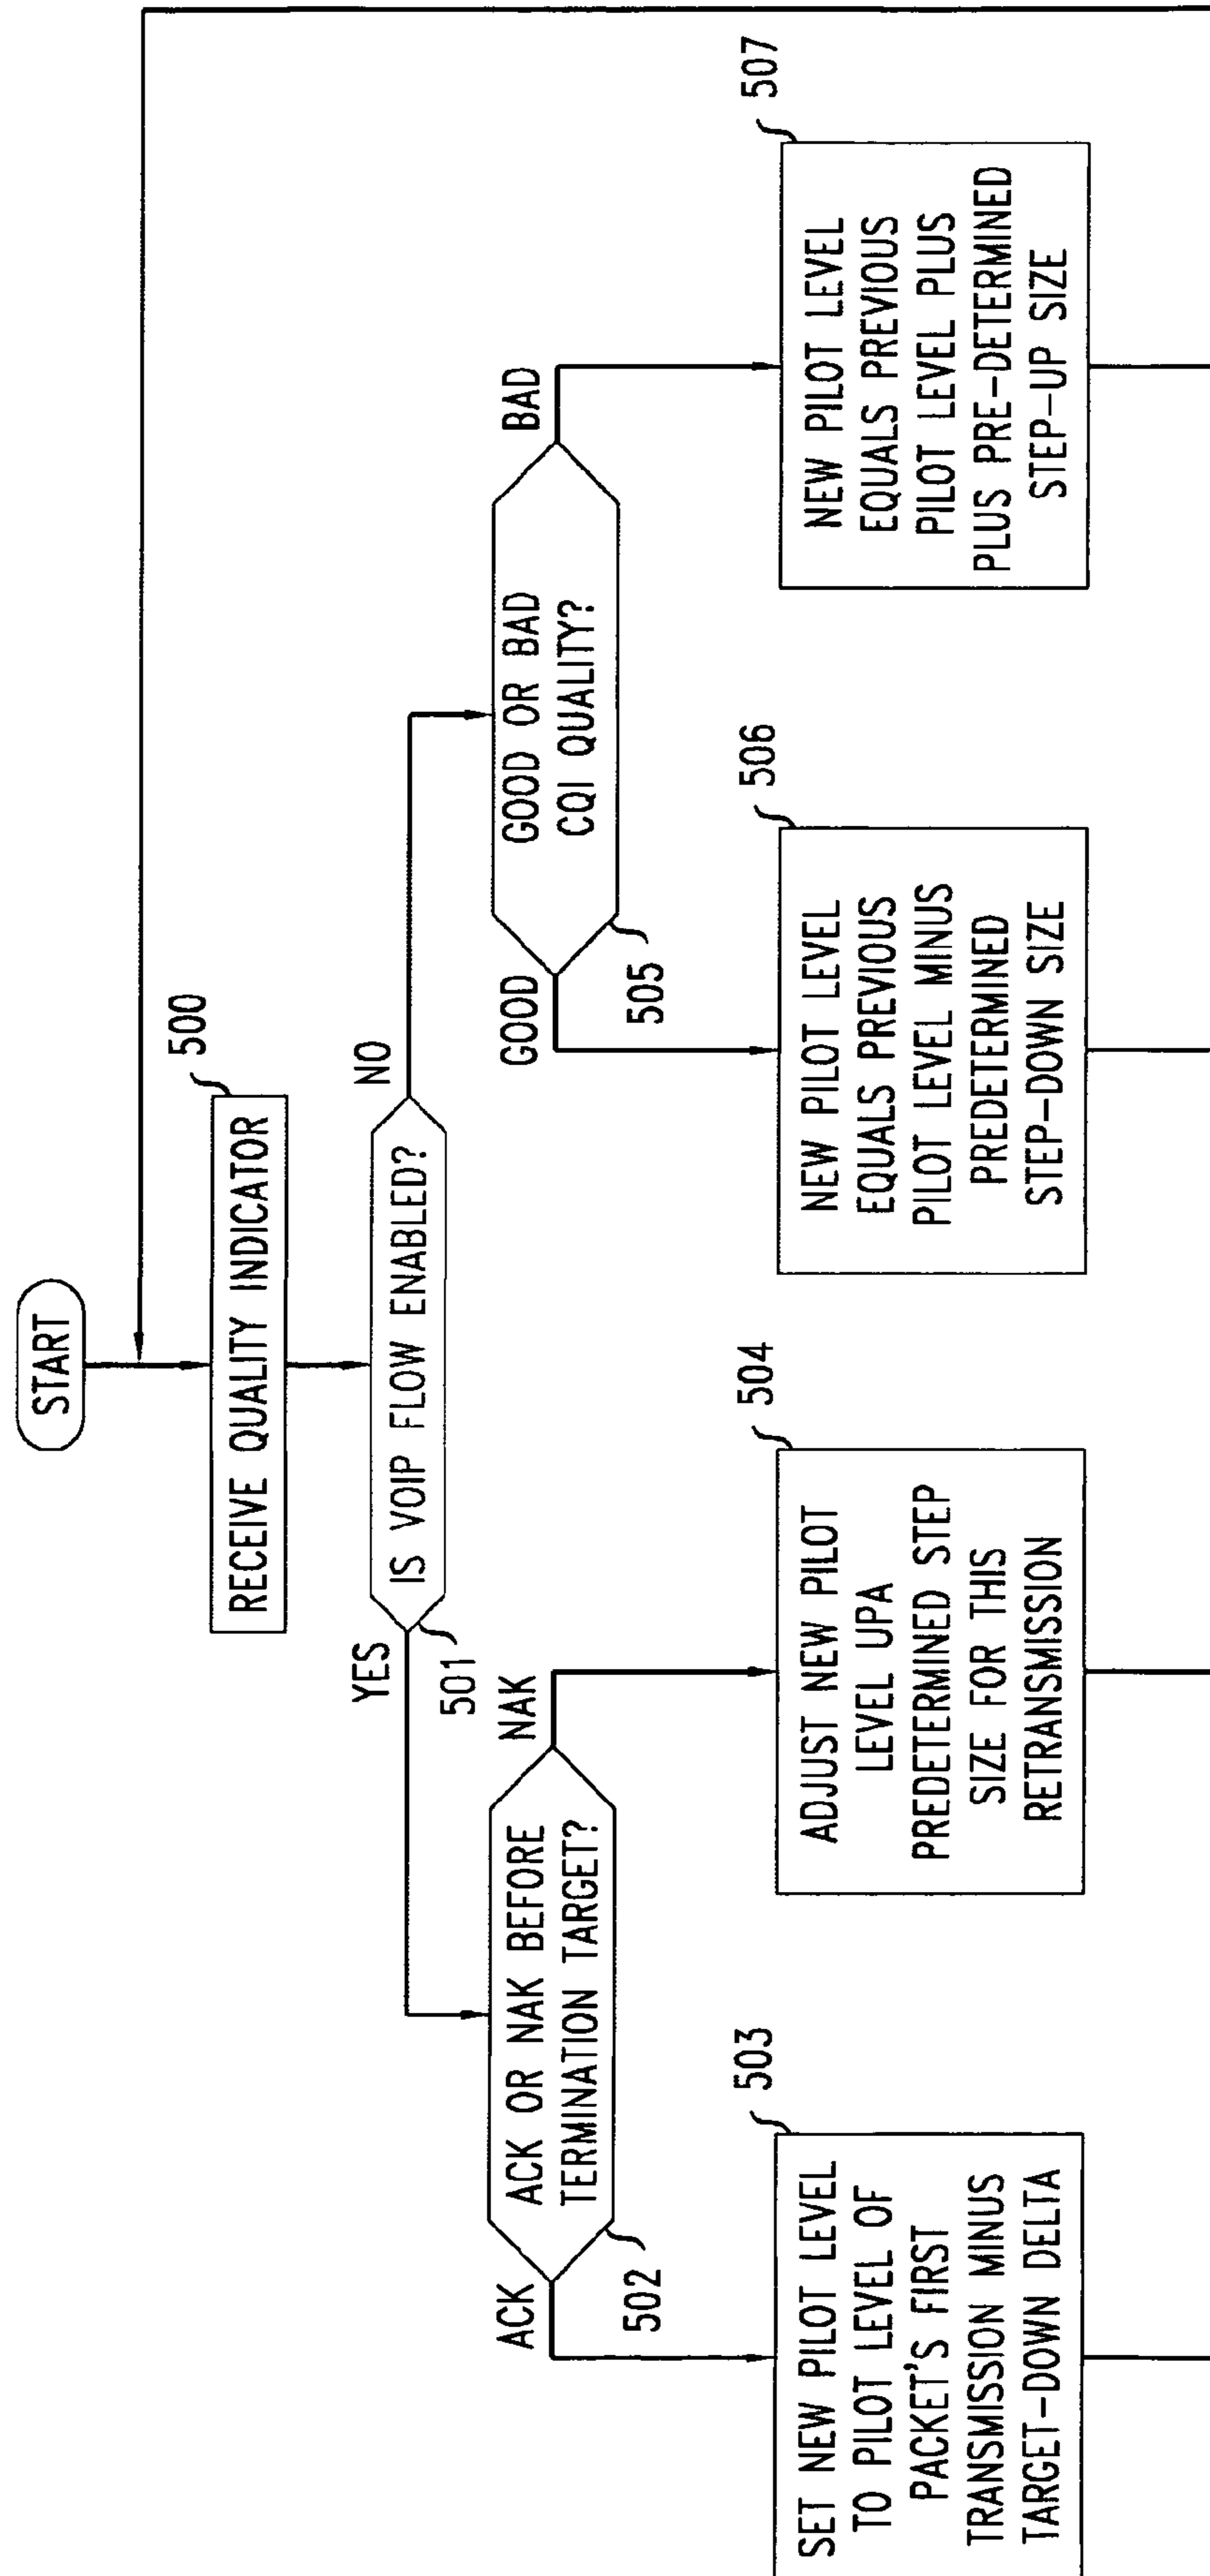 START
500
RECEIVE QUALITY INDICATOR
IS VOIP FLOW ENABLED?
YES
NO
501
ACK OR NAK BEFORE
TERMINATION TARGET?
ACK
NAK
502
GOOD OR BAD
CQI QUALITY?
GOOD
BAD
505
503
SET NEW PILOT LEVEL
TO PILOT LEVEL OF
PACKET'S FIRST
TRANSMISSION MINUS
TARGET-DOWN DELTA
504
ADJUST NEW PILOT
LEVEL UPA
PREDETERMINED STEP
SIZE FOR THIS
RETRANSMISSION
506
NEW PILOT LEVEL
EQUALS PREVIOUS
PILOT LEVEL MINUS
PREDETERMINED
STEP-DOWN SIZE
507
NEW PILOT LEVEL
EQUALS PREVIOUS
PILOT LEVEL PLUS
PLUS PRE-DETERMINED
STEP-UP SIZE